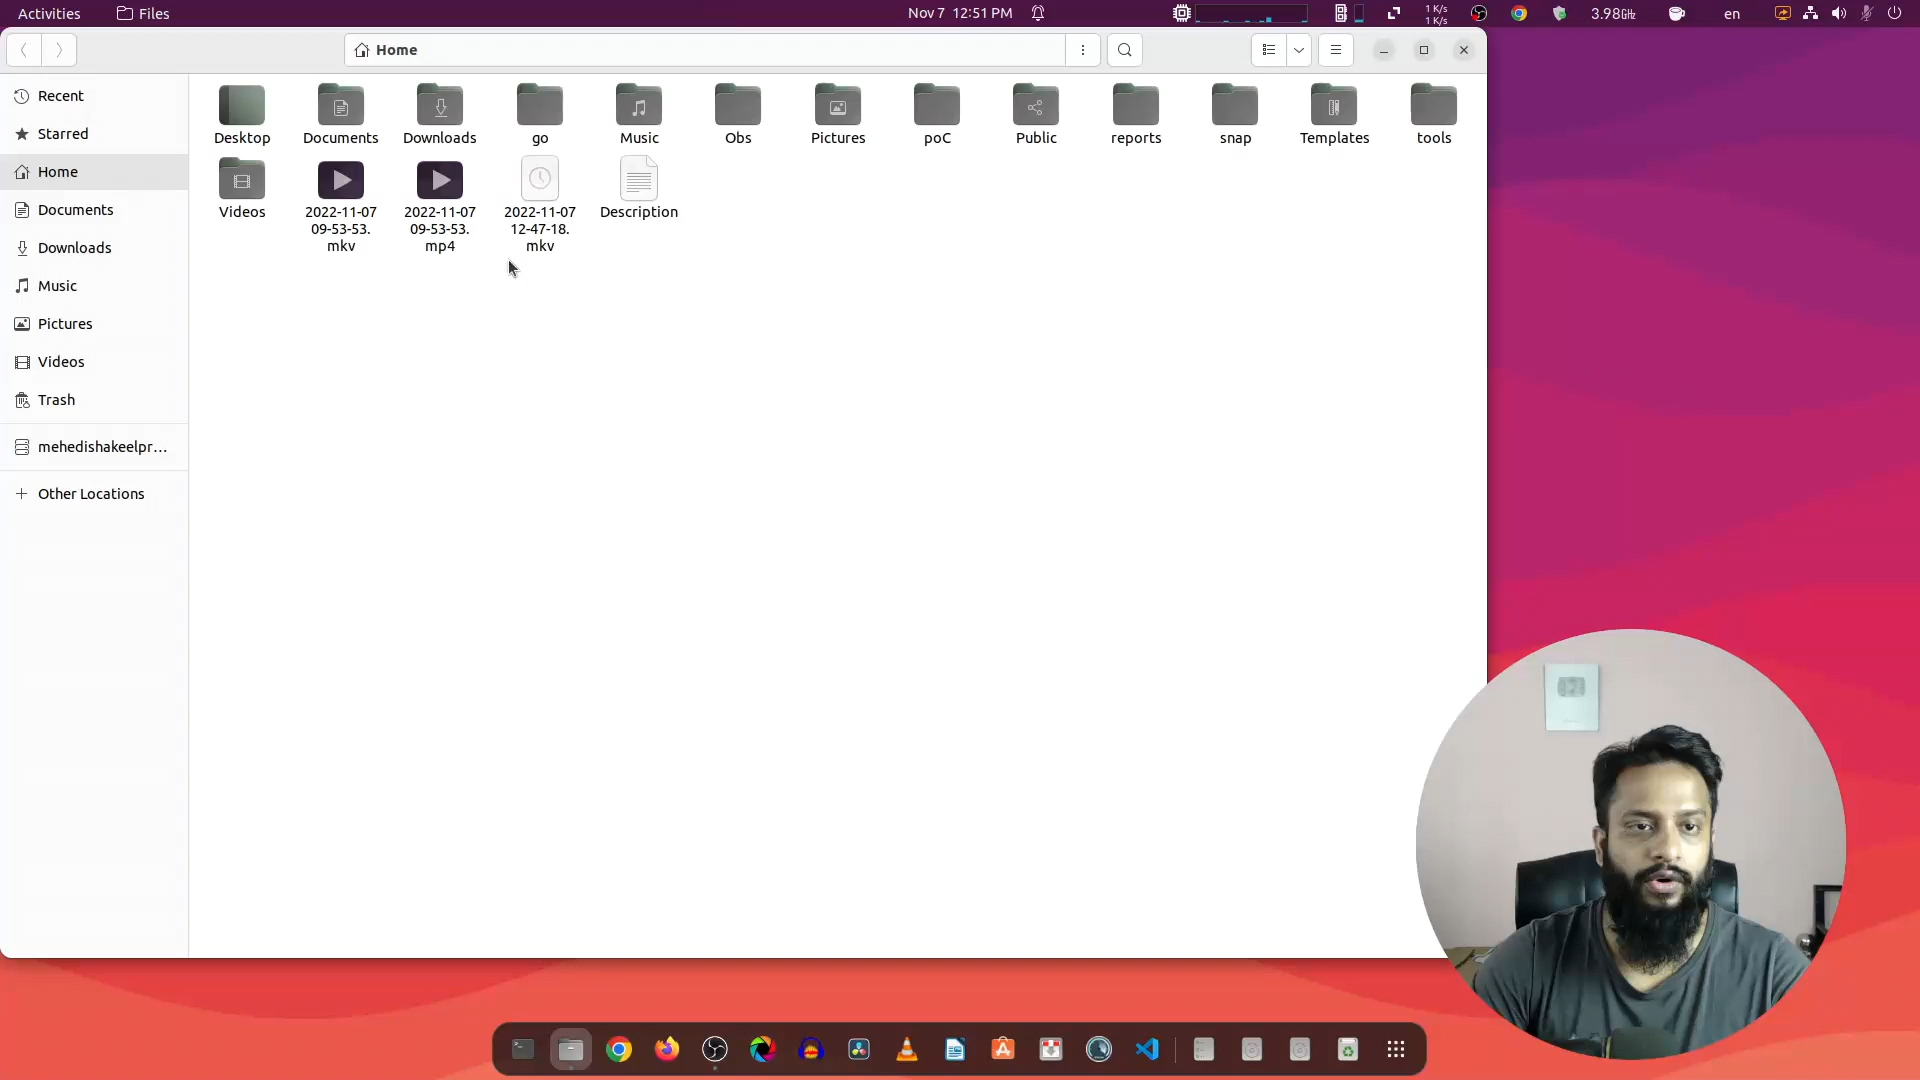 Activities
Files
Nov 7 12:51 PM
1 K/s
1 K/s
3.98GHz
en
Home
Recent
Starred
Home
Documents
Downloads
Music
Pictures
Videos
Trash
mehedishakeelpr...
Other Locations
Desktop
Documents
Downloads
go
Music
Obs
Pictures
poC
Public
reports
snap
Templates
tools
Videos
2022-11-07
09-53-53.
mkv
2022-11-07
09-53-53.
mp4
2022-11-07
12-47-18.
mkv
Description